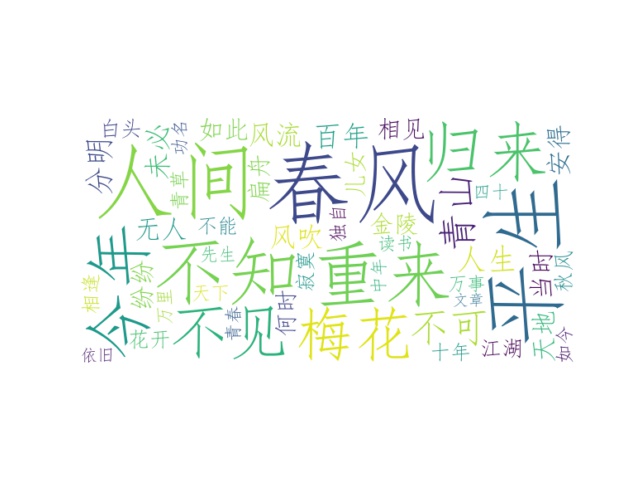 白头
功名
如此
风流
百年
相见
归来
安得
分明
未必
人间
青草
扁舟
春风
儿女
青山
四十
平生
无人
不能
独自
金陵
风吹
读书
今年
不知
先生
寂寞
重来
中年
人生
当时
秋风
相逢
纷纷
万里
天下
万事
文章
何时
花开
不见
青春
梅花
不可
天地
依旧
十年
江湖
如今